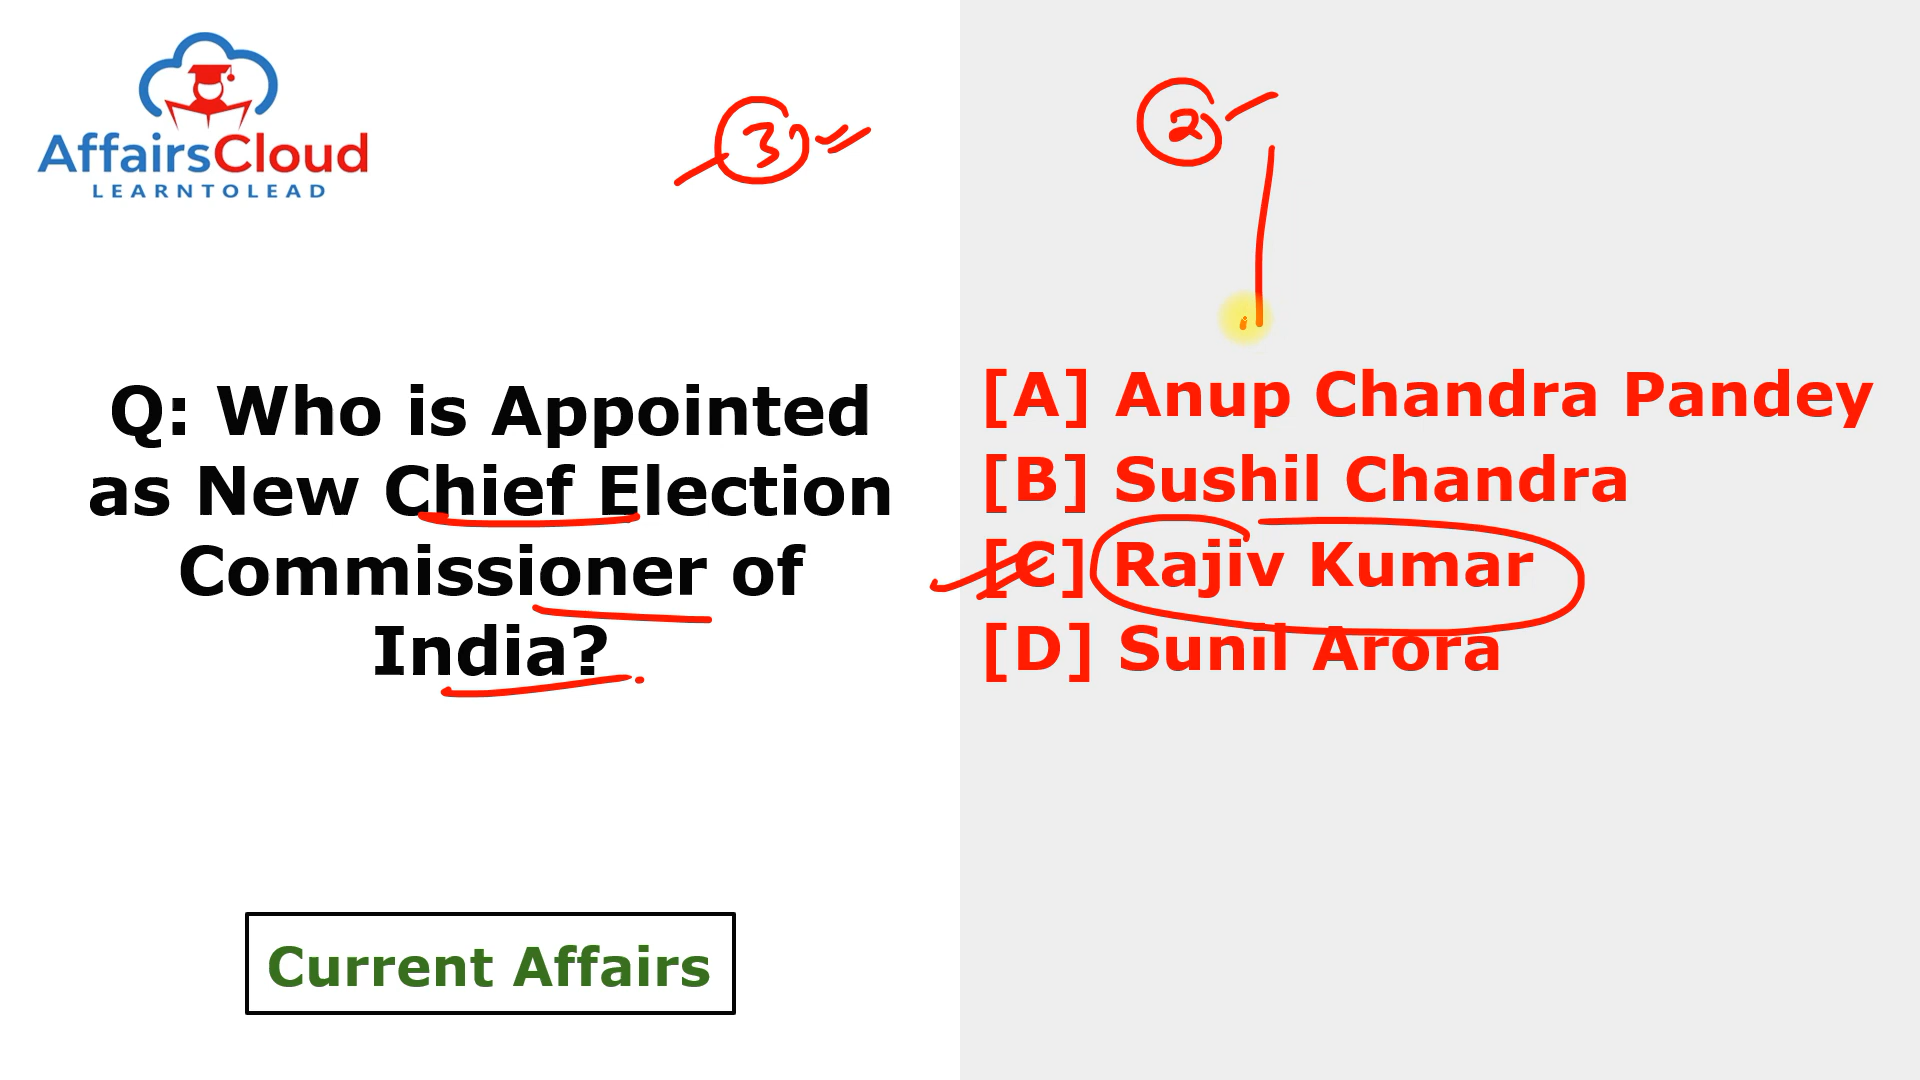 AffairsCloud
LEARNTOLEAD
3
2
Q: Who is Appointed
as New Chief Election
Commissioner of
India?
[A] Anup Chandra Pandey
[B] Sushil Chandra
[C] Rajiv Kumar
[D] Sunil Arora
Current Affairs